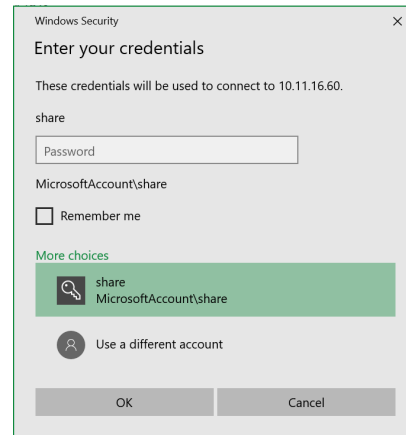 Windows Security
Enter your credentials
These credentials will be used to connect to 10.11.16.60.
share
Password
MicrosoftAccount\share
Remember me
More choices
share
MicrosoftAccount\share
Use a different account
OK
Cancel